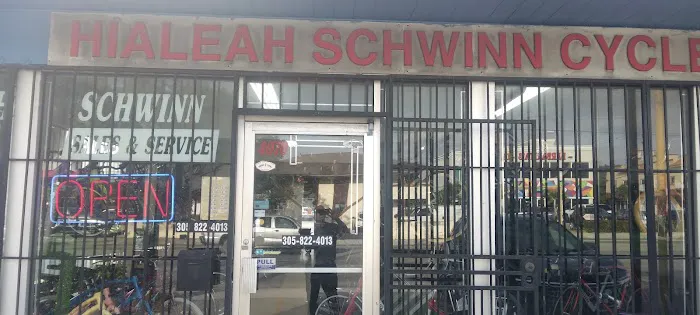 HIALEAH SCHWINN CYCLE
SCHWINN
SALES & SERVICE
OPEN
305-822-4013
305-822-4013
PULL